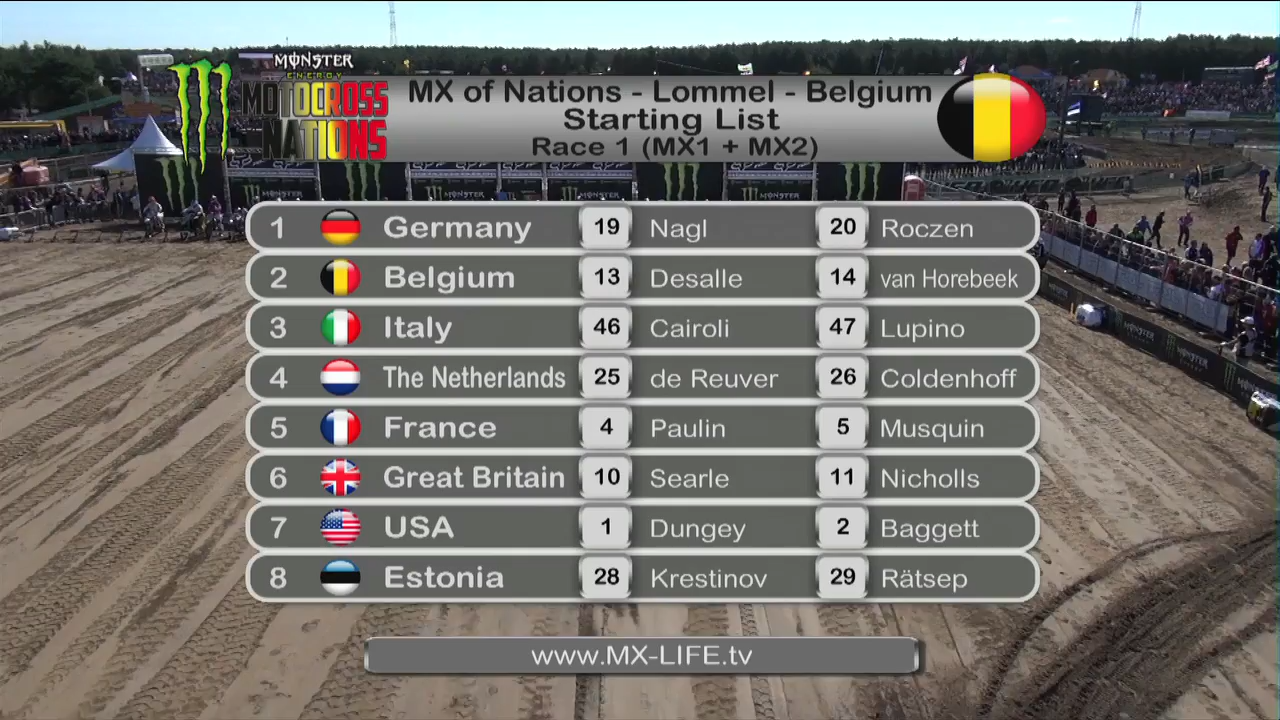 MONSTER
ENERGY
MOTOCROSS
NATIONS
MX of Nations - Lommel - Belgium
Starting List
Race 1 (MX1 + MX2)
MONSTER
MONSTER
1 Germany 19 Nagl 20 Roczen
2 Belgium 13 Desalle 14 van Horebeek
3 Italy 46 Cairoli 47 Lupino
4 The Netherlands 25 de Reuver 26 Coldenhoff
5 France 4 Paulin 5 Musquin
6 Great Britain 10 Searle 11 Nicholls
7 USA 1 Dungey 2 Baggett
8 Estonia 28 Krestinov 29 Rätsep
www.MX-LIFE.tv